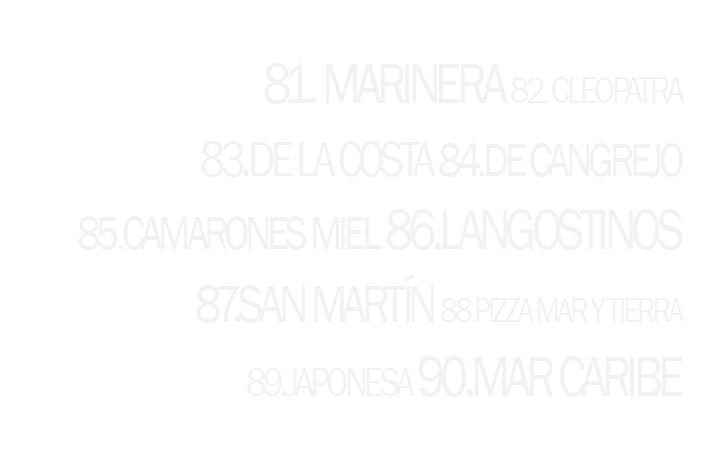 81. MARINERA 82. CLEOPATRA
83.DE LA COSTA 84.DE CANGREJO
85.CAMARONES MIEL 86.LANGOSTINOS
87.SAN MARTÍN 88.PIZZA MAR Y TIERRA
89.JAPONESA 90.MAR CARIBE